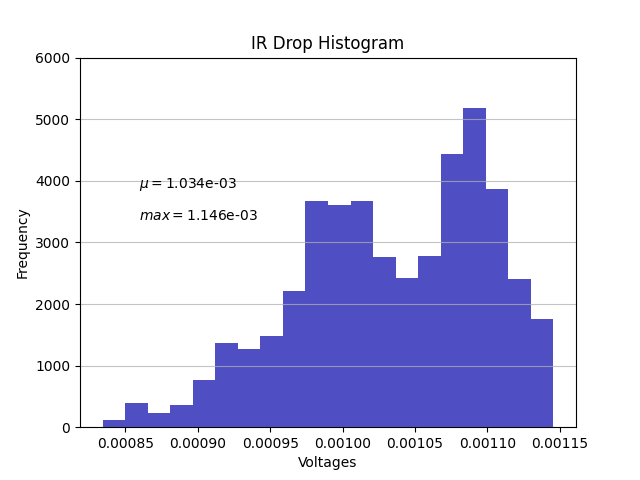 IR Drop Histogram
6000
5000
4000
3000
2000
1000
0
Frequency
μ = 1.034e-03
max = 1.146e-03
0.00085 0.00090 0.00095 0.00100 0.00105 0.00110 0.00115
Voltages